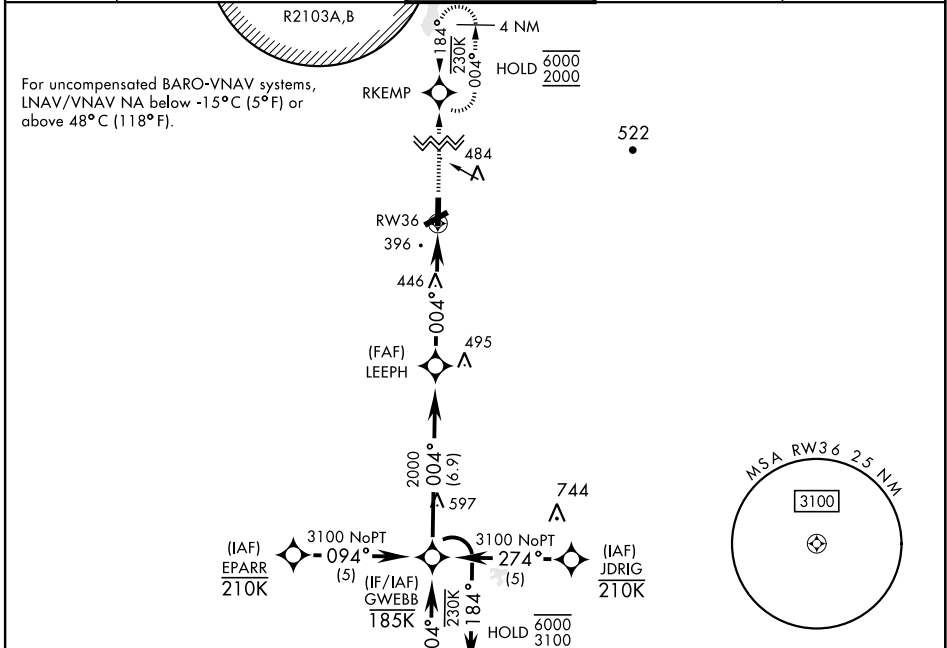 R2103A,B
For uncompensated BARO-VNAV systems,
LNAV/VNAV NA below -15°C (5°F) or
above 48°C (118°F).
184°
230K
004°
4 NM
HOLD 6000
2000
RKEMP
522
484
RW36
396
446
004°
(FAF)
LEEPH
495
2000
004°
(6.9)
597
744
MSA RW36 25 NM
3100
3100 NoPT
094°
(5)
(IAF)
EPARR
210K
3100 NoPT
274°
(5)
(IAF)
JDRIG
210K
(IF/IAF)
GWEBB
185K
04°
230K
184°
HOLD 6000
3100